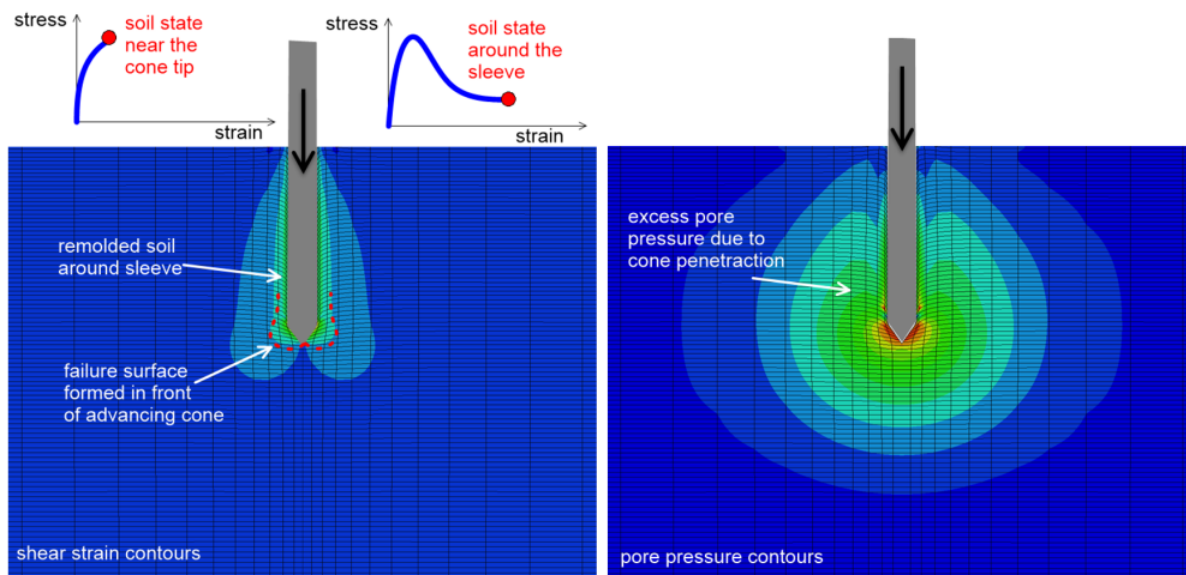 stress
soil state
near the
cone tip
strain
stress
soil state
around the
sleeve
strain
remolded soil
around sleeve
failure surface
formed in front
of advancing cone
shear strain contours
excess pore
pressure due to
cone penetraction
pore pressure contours